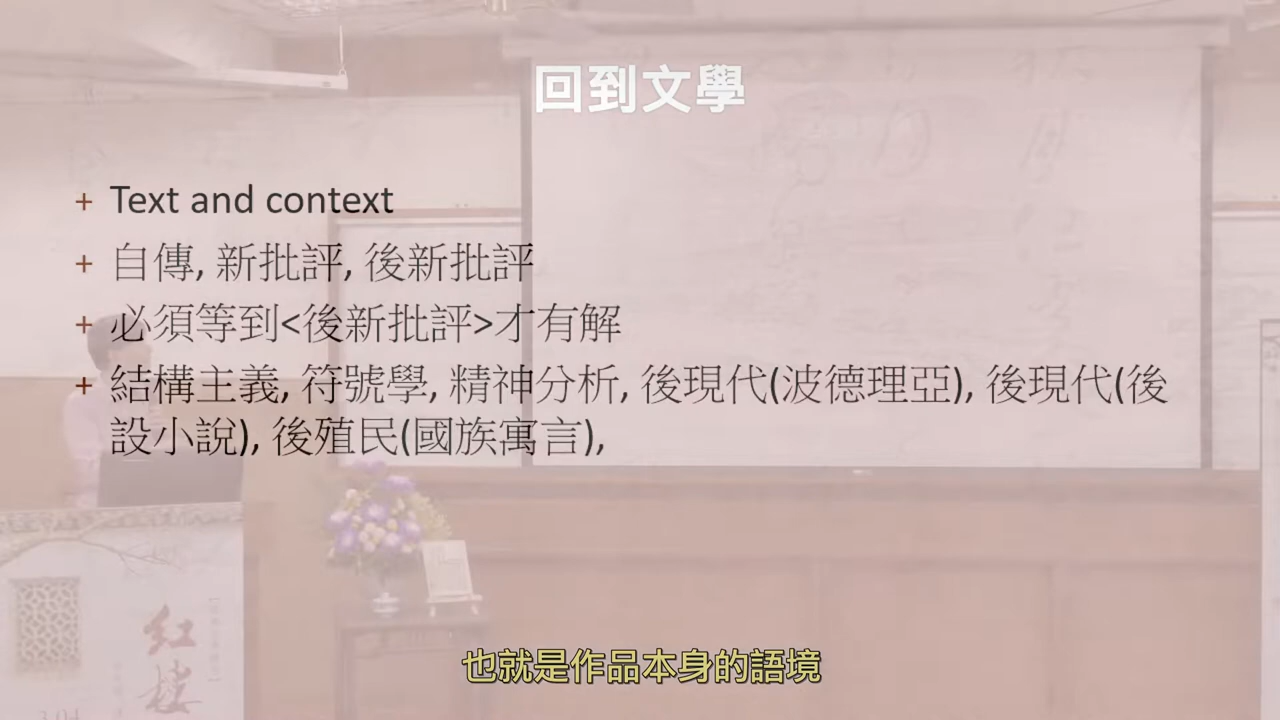 回到文學
+ Text and context
+ 自傳, 新批評, 後新批評
+ 必須等到<後新批評>才有解
+ 結構主義, 符號學, 精神分析, 後現代(波德理亞), 後現代(後
設小說), 後殖民(國族寓言),
紅樓
也就是作品本身的語境